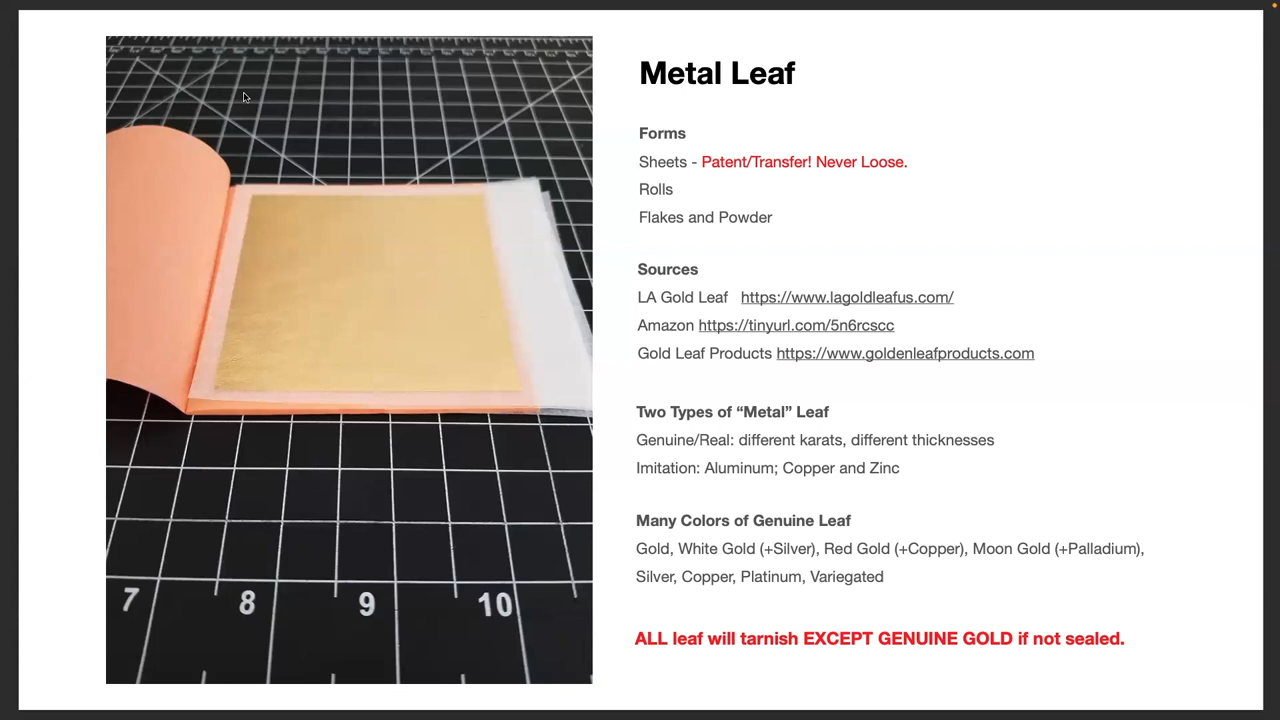 Metal Leaf
Forms
Sheets - Patent/Transfer! Never Loose.
Rolls
Flakes and Powder
Sources
LA Gold Leaf https://www.lagoldleafus.com/
Amazon https://tinyurl.com/5n6rcscc
Gold Leaf Products https://www.goldenleafproducts.com
Two Types of “Metal” Leaf
Genuine/Real: different karats, different thicknesses
Imitation: Aluminum; Copper and Zinc
Many Colors of Genuine Leaf
Gold, White Gold (+Silver), Red Gold (+Copper), Moon Gold (+Palladium),
Silver, Copper, Platinum, Variegated
ALL leaf will tarnish EXCEPT GENUINE GOLD if not sealed.
7 8 9 10